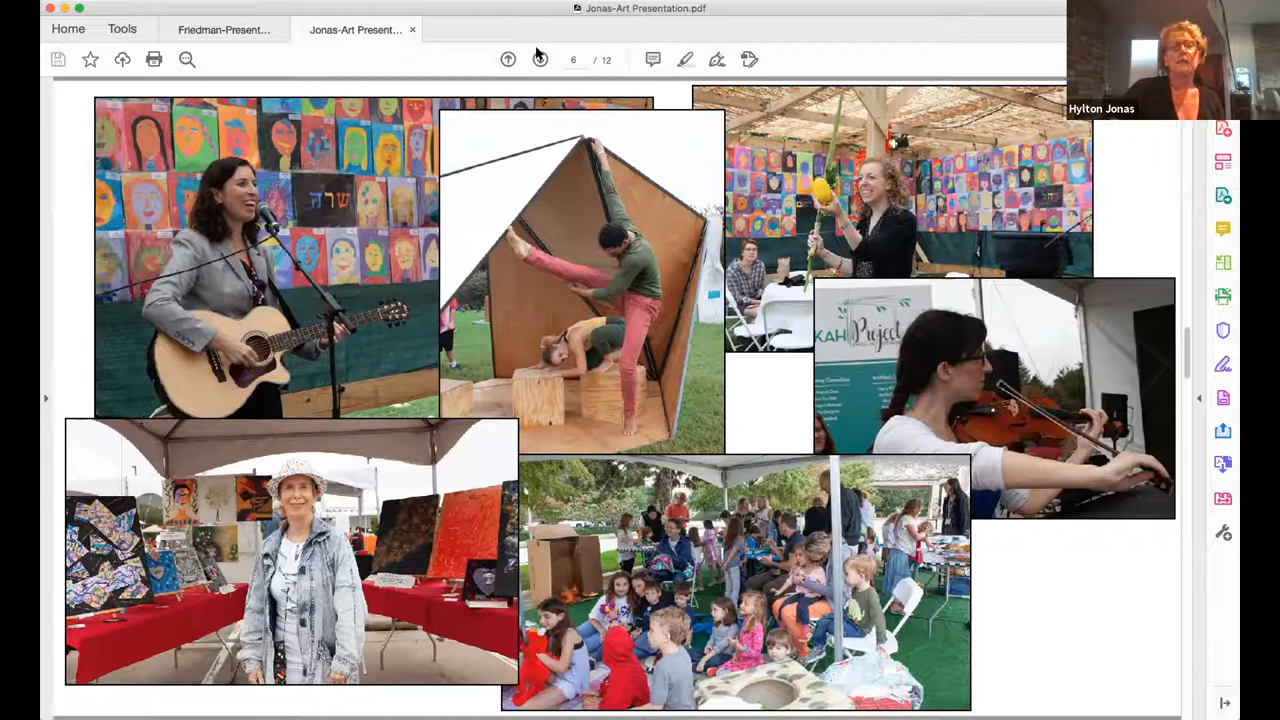 Jonas-Art Presentation.pdf
Home
Tools
Friedman-Present...
Jonas-Art Present...
6 / 12
Hylton Jonas
שרה
KAH Project